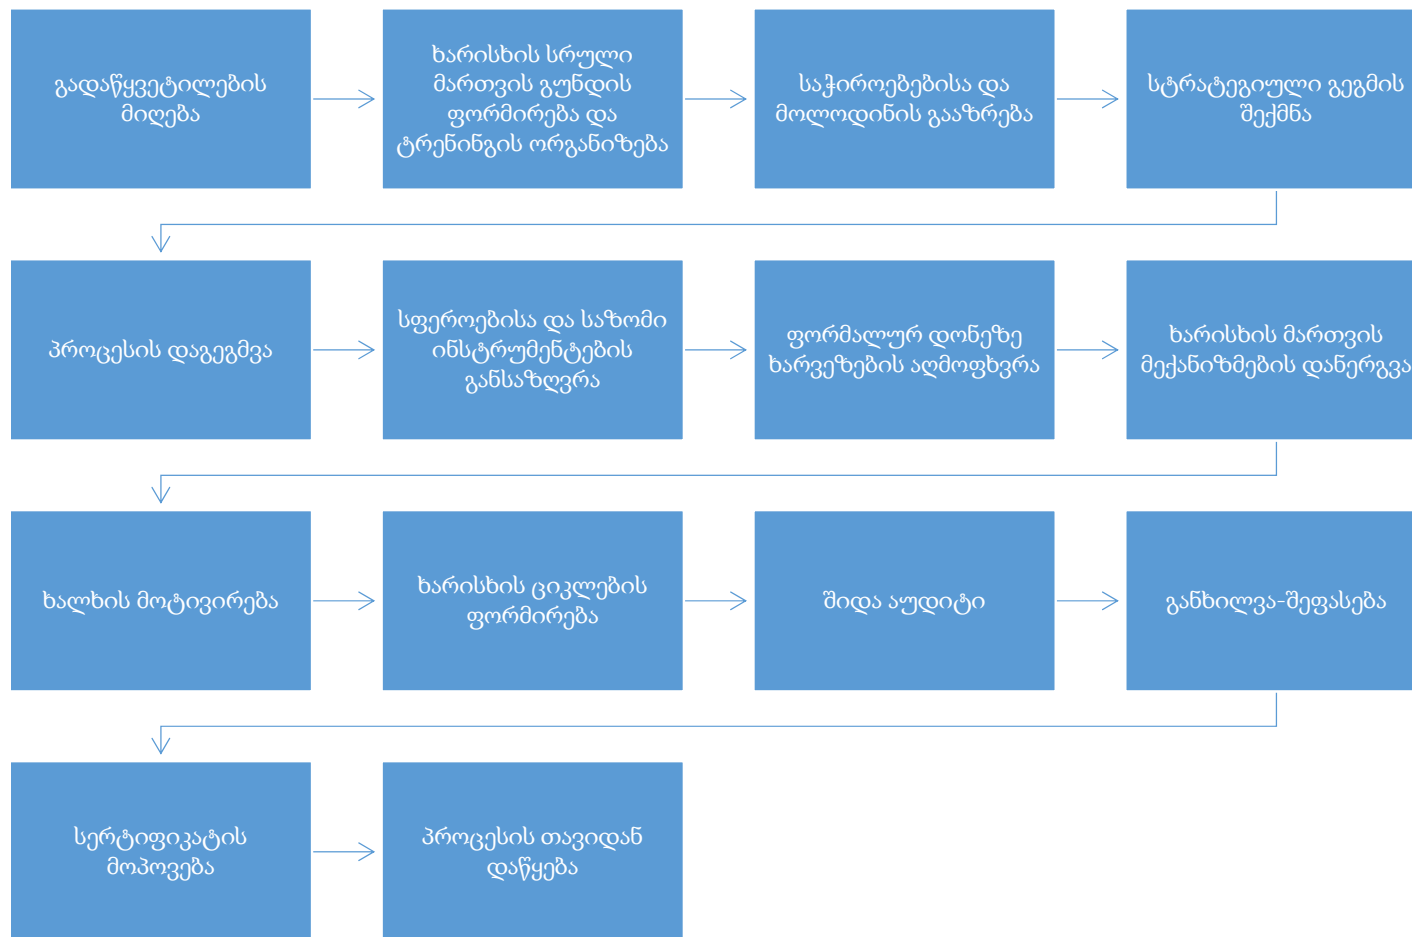 გადაწყვეტილების
მიღება
ხარისხის სრული
მართვის გუნდის
ფორმირება და
ტრენინგის ორგანიზება
საჭიროებებისა და
მოლოდინის გააზრება
სტრატეგიული გეგმის
შექმნა
პროცესის დაგეგმვა
სფეროებისა და საზომი
ინსტრუმენტების
განსაზღვრა
ფორმალურ დონეზე
ხარვეზების აღმოფხვრა
ხარისხის მართვის
მექანიზმების დანერგვა
ხალხის მოტივირება
ხარისხის ციკლების
ფორმირება
შიდა აუდიტი
განხილვა-შეფასება
სერტიფიკატის
მოპოვება
პროცესის თავიდან
დაწყება